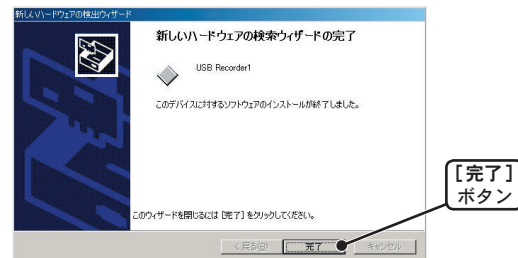 新しいハードウェアの検出ウィザード
新しいハードウェアの検索ウィザードの完了
USB Recorder1
このデバイスに対するソフトウェアのインストールが終了しました。
このウィザードを閉じるには [完了] をクリックしてください。
< 戻る(B)
完了
キャンセル
[完了]
ボタン